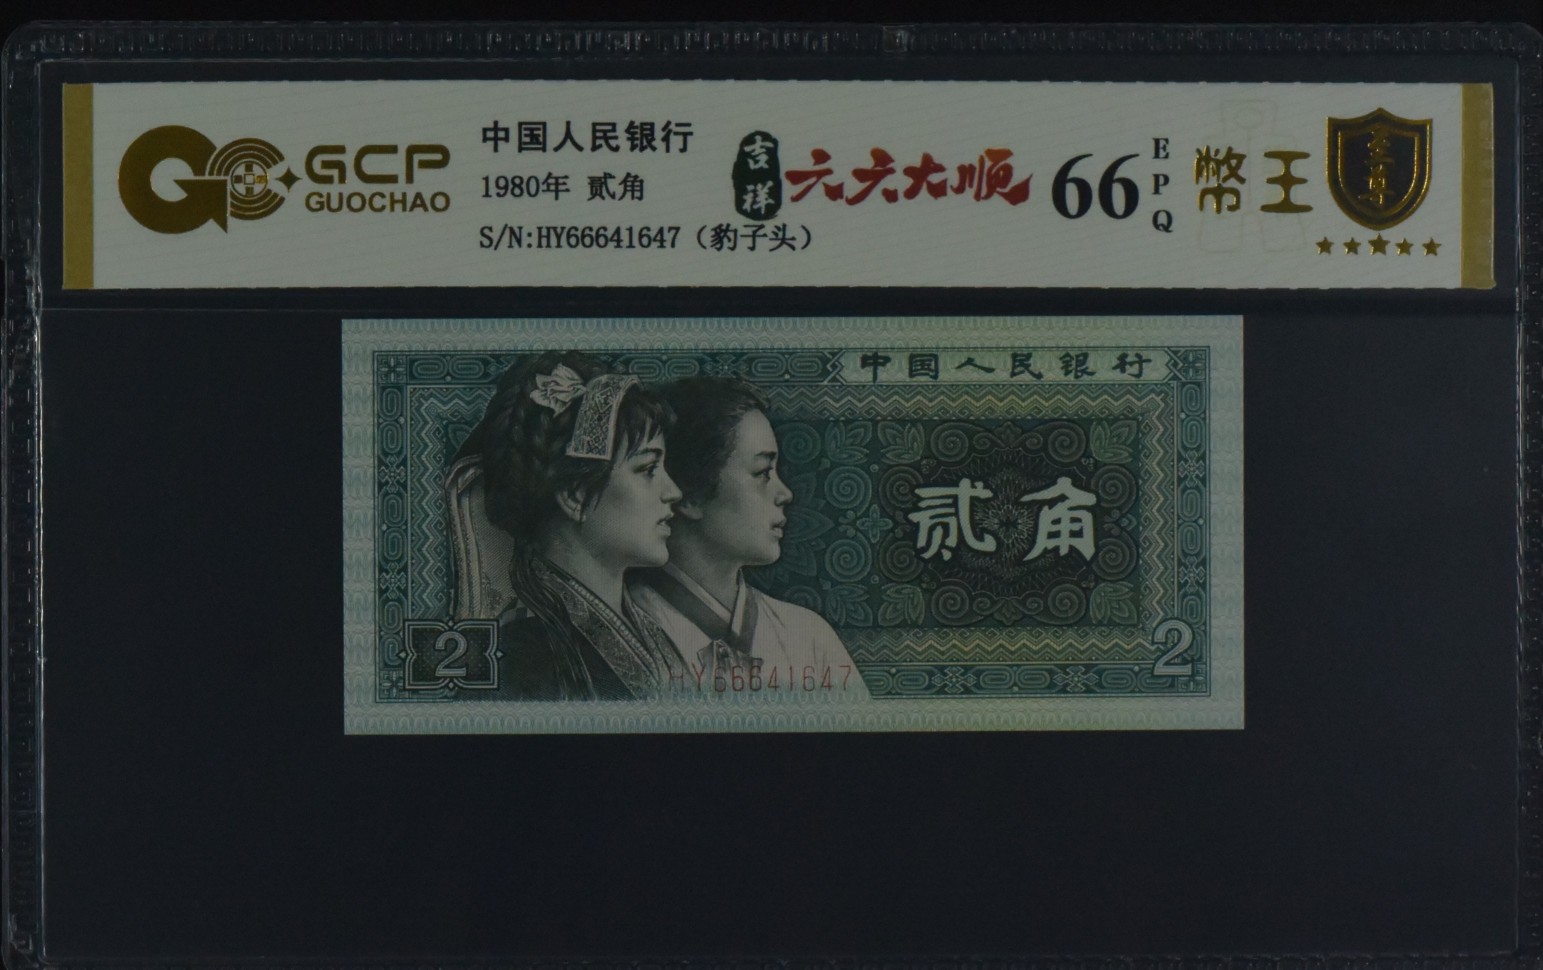 GCP
GUOCHAO
中国人民银行
1980年 贰角
S/N:HY66641647（豹子头）
吉祥
六六大顺
66
EPQ
幣王
至尊
中国人民银行
贰角
2
2
HY66641647